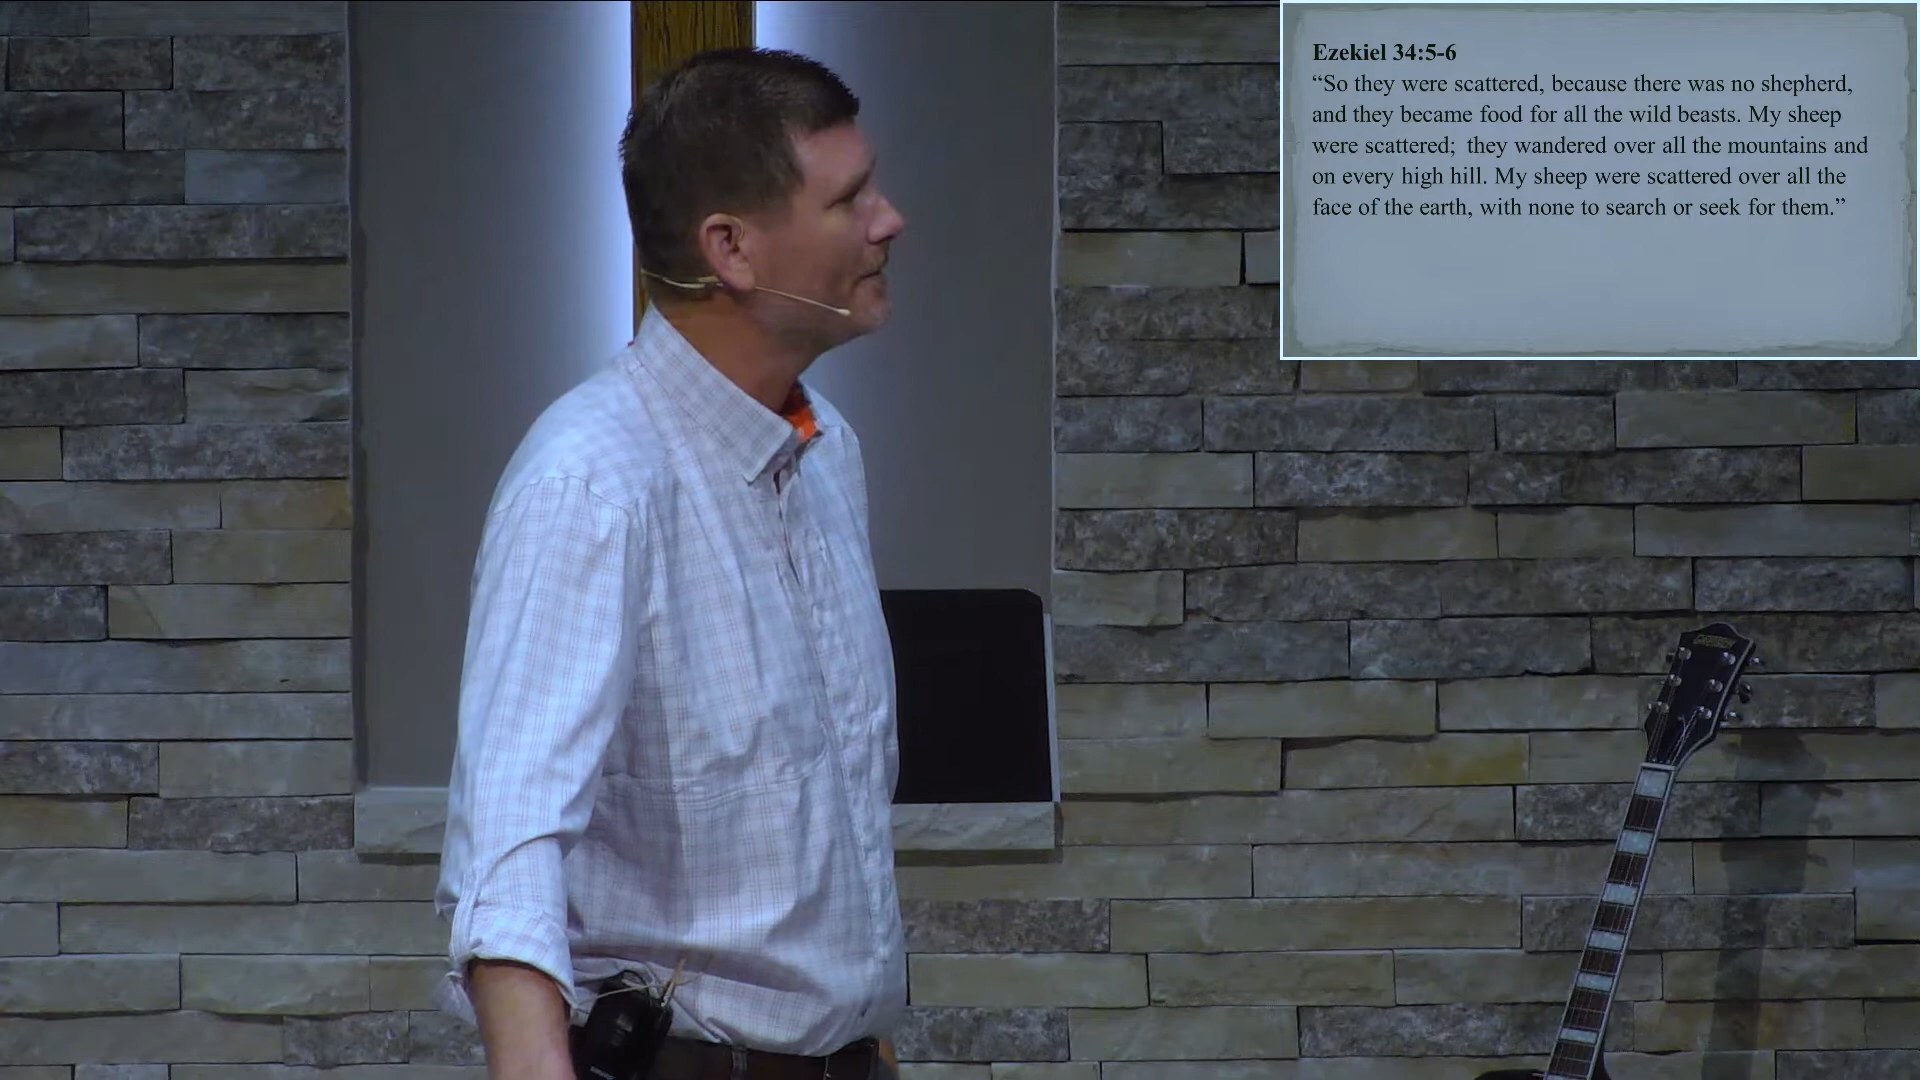 Ezekiel 34:5-6
“So they were scattered, because there was no shepherd,
and they became food for all the wild beasts. My sheep
were scattered; they wandered over all the mountains and
on every high hill. My sheep were scattered over all the
face of the earth, with none to search or seek for them.”